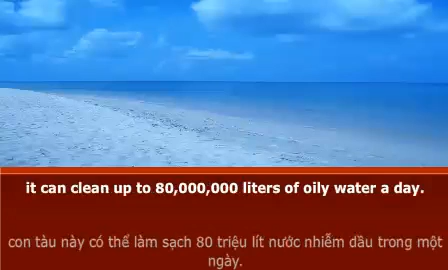 it can clean up to 80,000,000 liters of oily water a day.
con tàu này có thể làm sạch 80 triệu lít nước nhiễm dầu trong một
ngày.